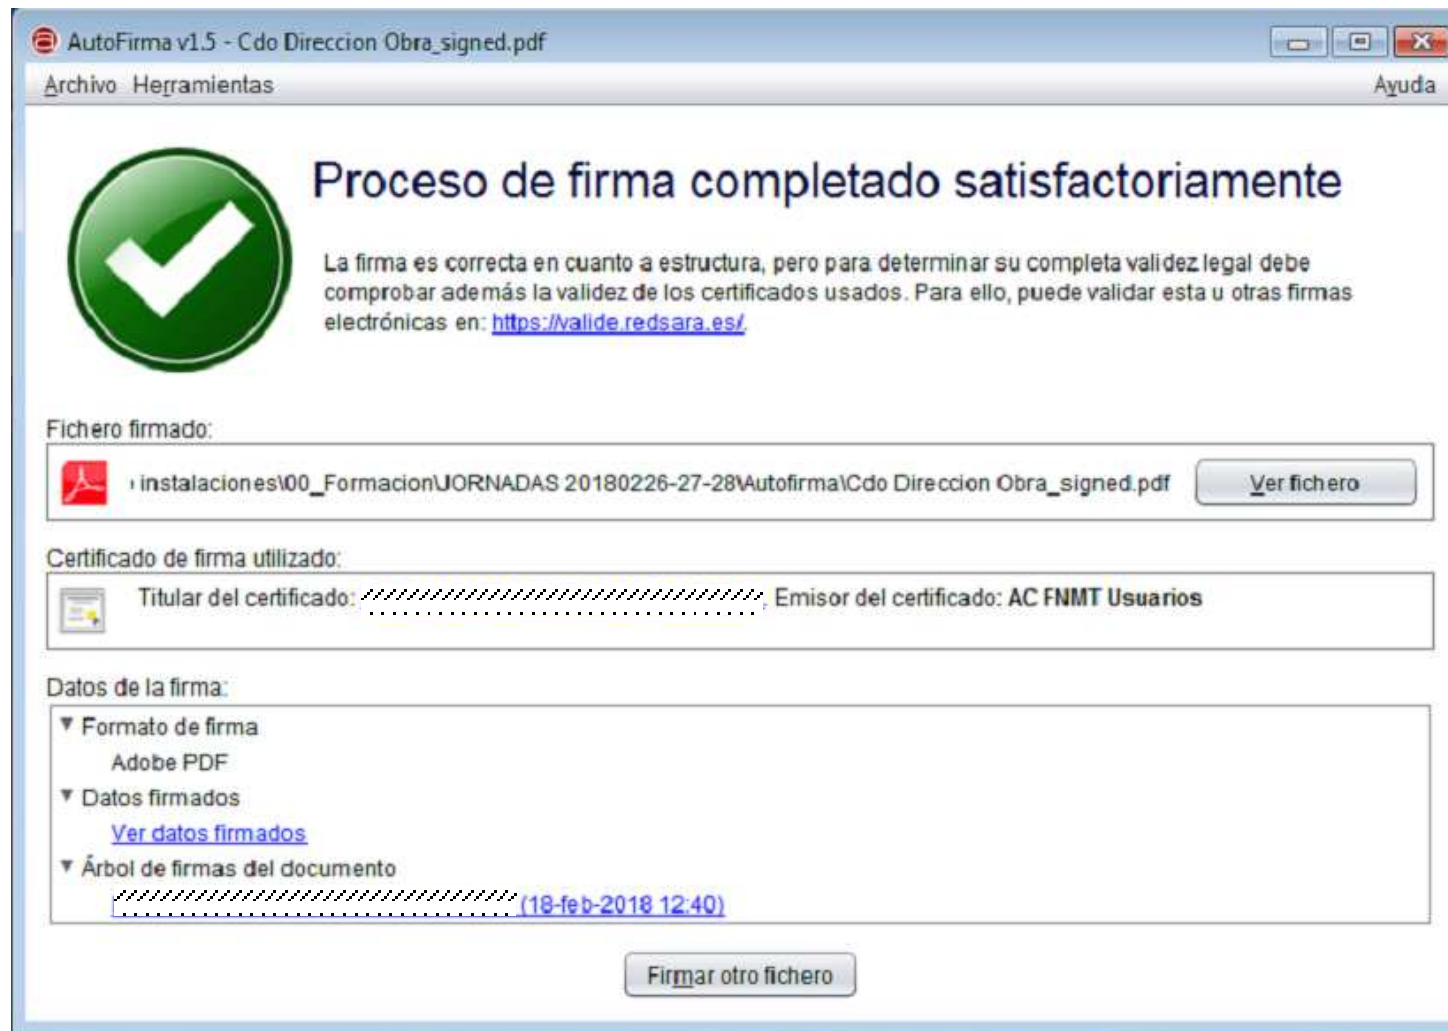 AutoFirma v1.5 - Cdo Direccion Obra_signed.pdf
Archivo Herramientas Ayuda
Proceso de firma completado satisfactoriamente
La firma es correcta en cuanto a estructura, pero para determinar su completa validez legal debe
comprobar además la validez de los certificados usados. Para ello, puede validar esta u otras firmas
electrónicas en: https://valide.redsara.es/.
Fichero firmado:
instalaciones\00_Formacion\JORNADAS 20180226-27-28\Autofirma\Cdo Direccion Obra_signed.pdf Ver fichero
Certificado de firma utilizado:
Titular del certificado: . Emisor del certificado: AC FNMT Usuarios
Datos de la firma:
Formato de firma
Adobe PDF
Datos firmados
Ver datos firmados
Árbol de firmas del documento
(18-feb-2018 12:40)
Firmar otro fichero